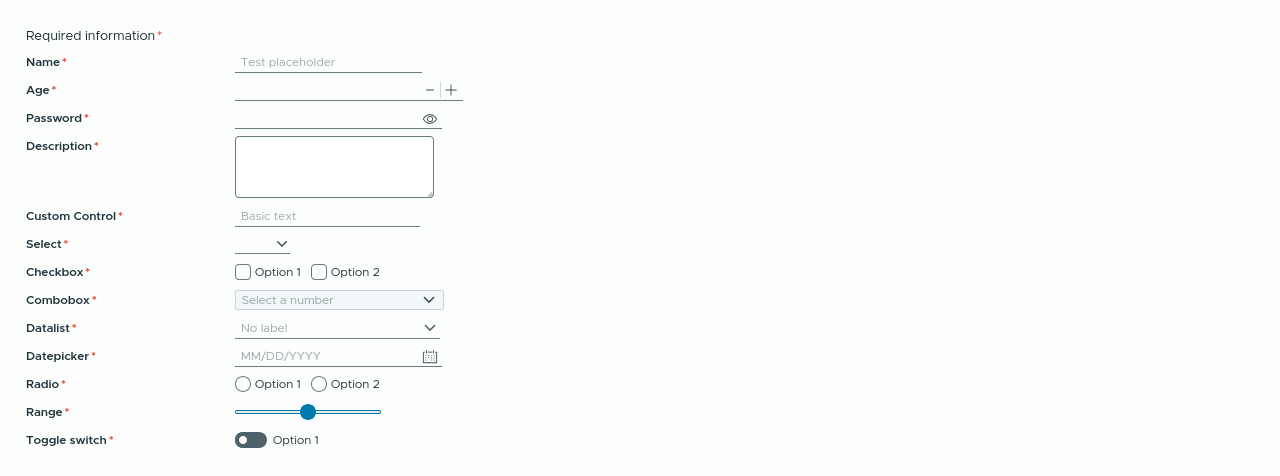 Required information*
Name* Test placeholder
Age*
Password*
Description*
Custom Control* Basic text
Select*
Checkbox* Option 1 Option 2
Combobox* Select a number
Datalist* No label
Datepicker* MM/DD/YYYY
Radio* Option 1 Option 2
Range*
Toggle switch* Option 1